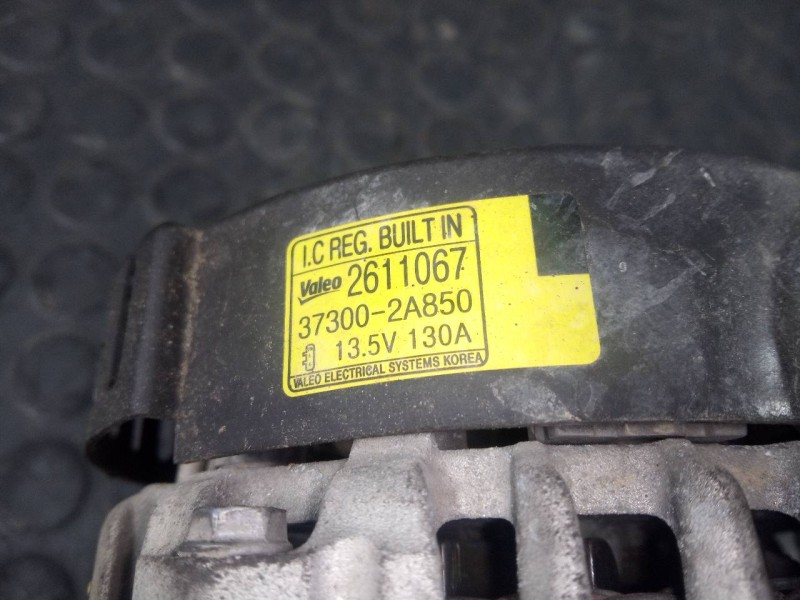 I.C REG. BUILT IN
Valeo 2611067
37300-2A850
13.5V 130A
VALEO ELECTRICAL SYSTEMS KOREA